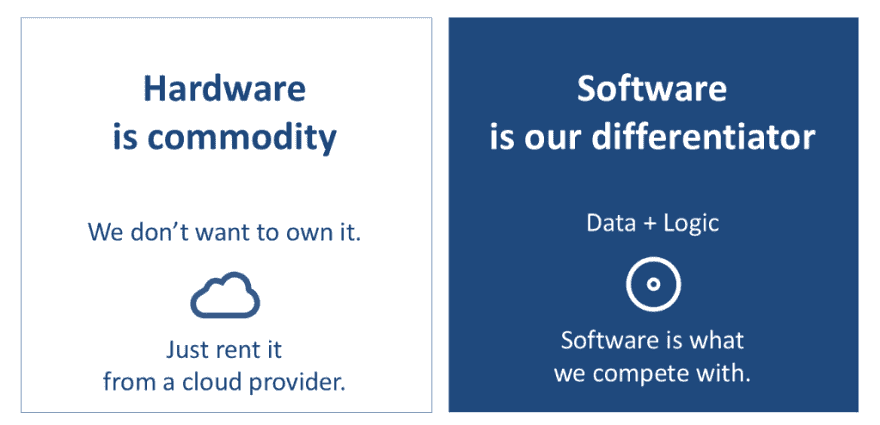 Hardware
is commodity
We don’t want to own it.
Just rent it
from a cloud provider.
Software
is our differentiator
Data + Logic
Software is what
we compete with.